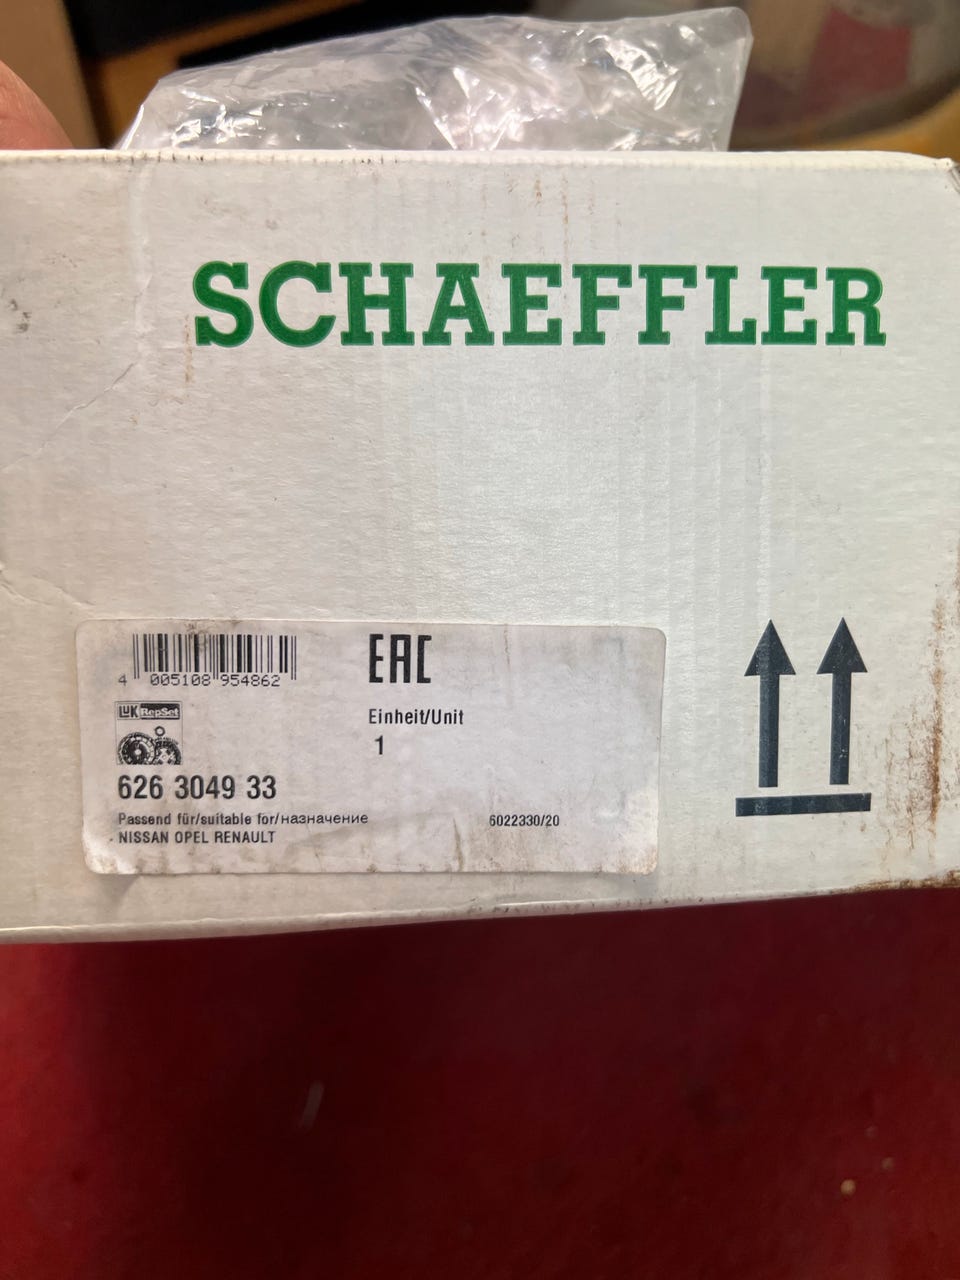 SCHAEFFLER
4 005108 954862
EAC
LUK RepSet
Einheit/Unit
1
626 3049 33
Passend für/suitable for/назначение
6022330/20
NISSAN OPEL RENAULT